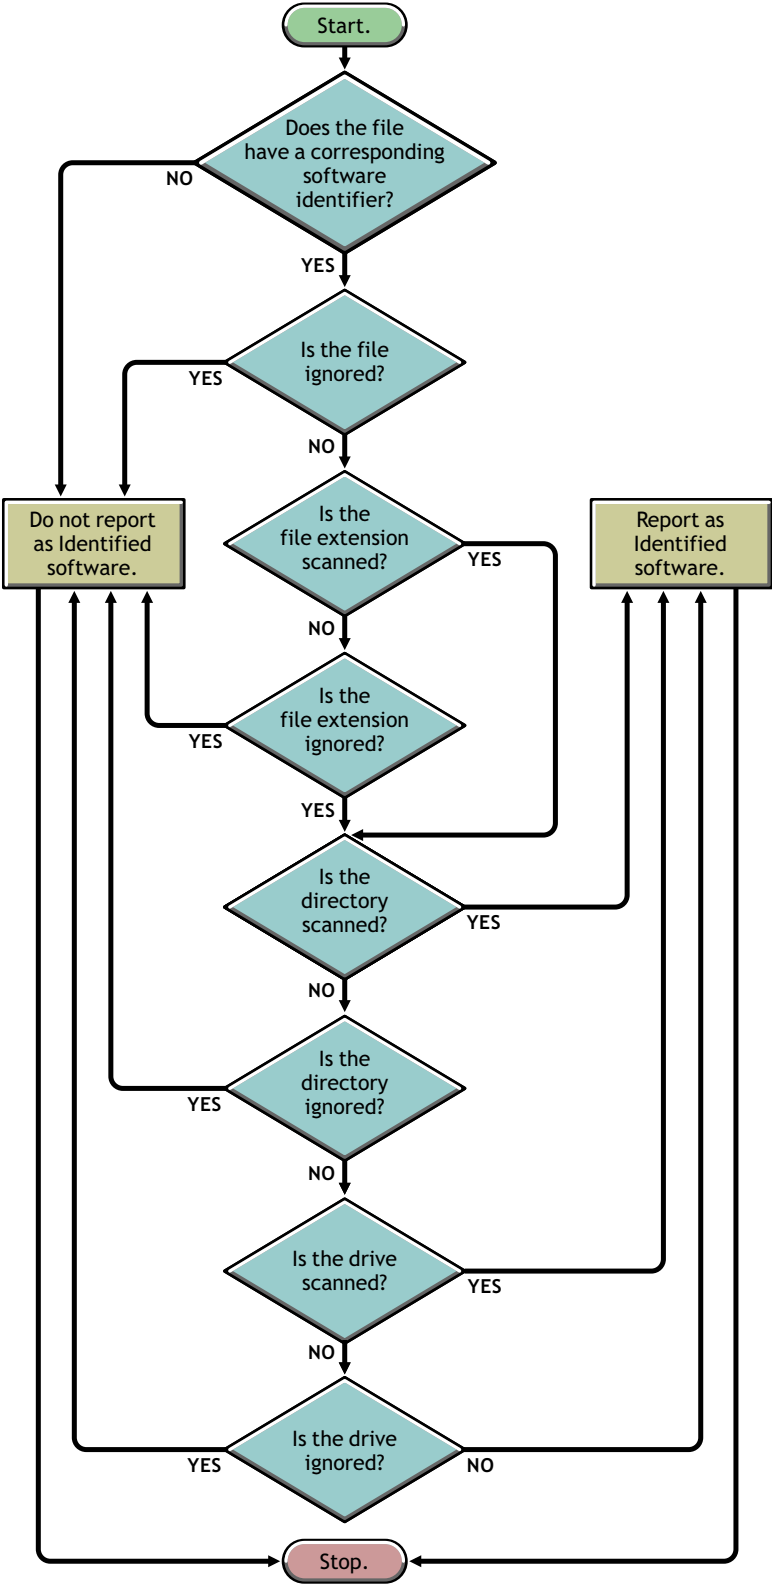 Start.
Does the file
have a corresponding
software
identifier?
NO
YES
Is the file
ignored?
YES
NO
Do not report
as Identified
software.
Is the
file extension
scanned?
YES
Report as
Identified
software.
NO
Is the
file extension
ignored?
YES
YES
Is the
directory
scanned?
YES
NO
Is the
directory
ignored?
YES
NO
Is the drive
scanned?
YES
NO
Is the drive
ignored?
YES
NO
Stop.